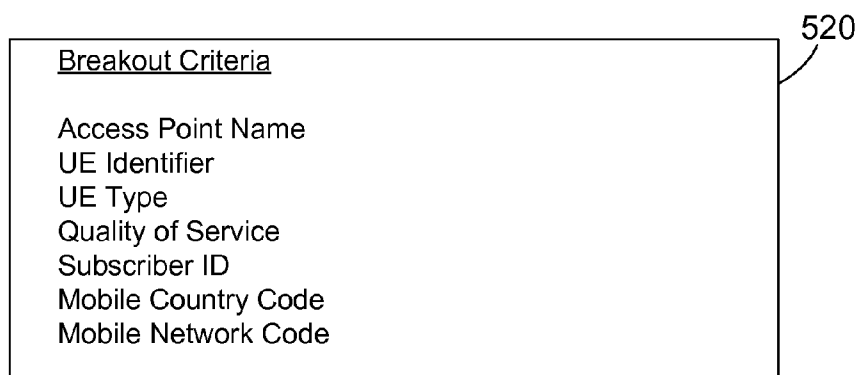 520
Breakout Criteria
Access Point Name
UE Identifier
UE Type
Quality of Service
Subscriber ID
Mobile Country Code
Mobile Network Code